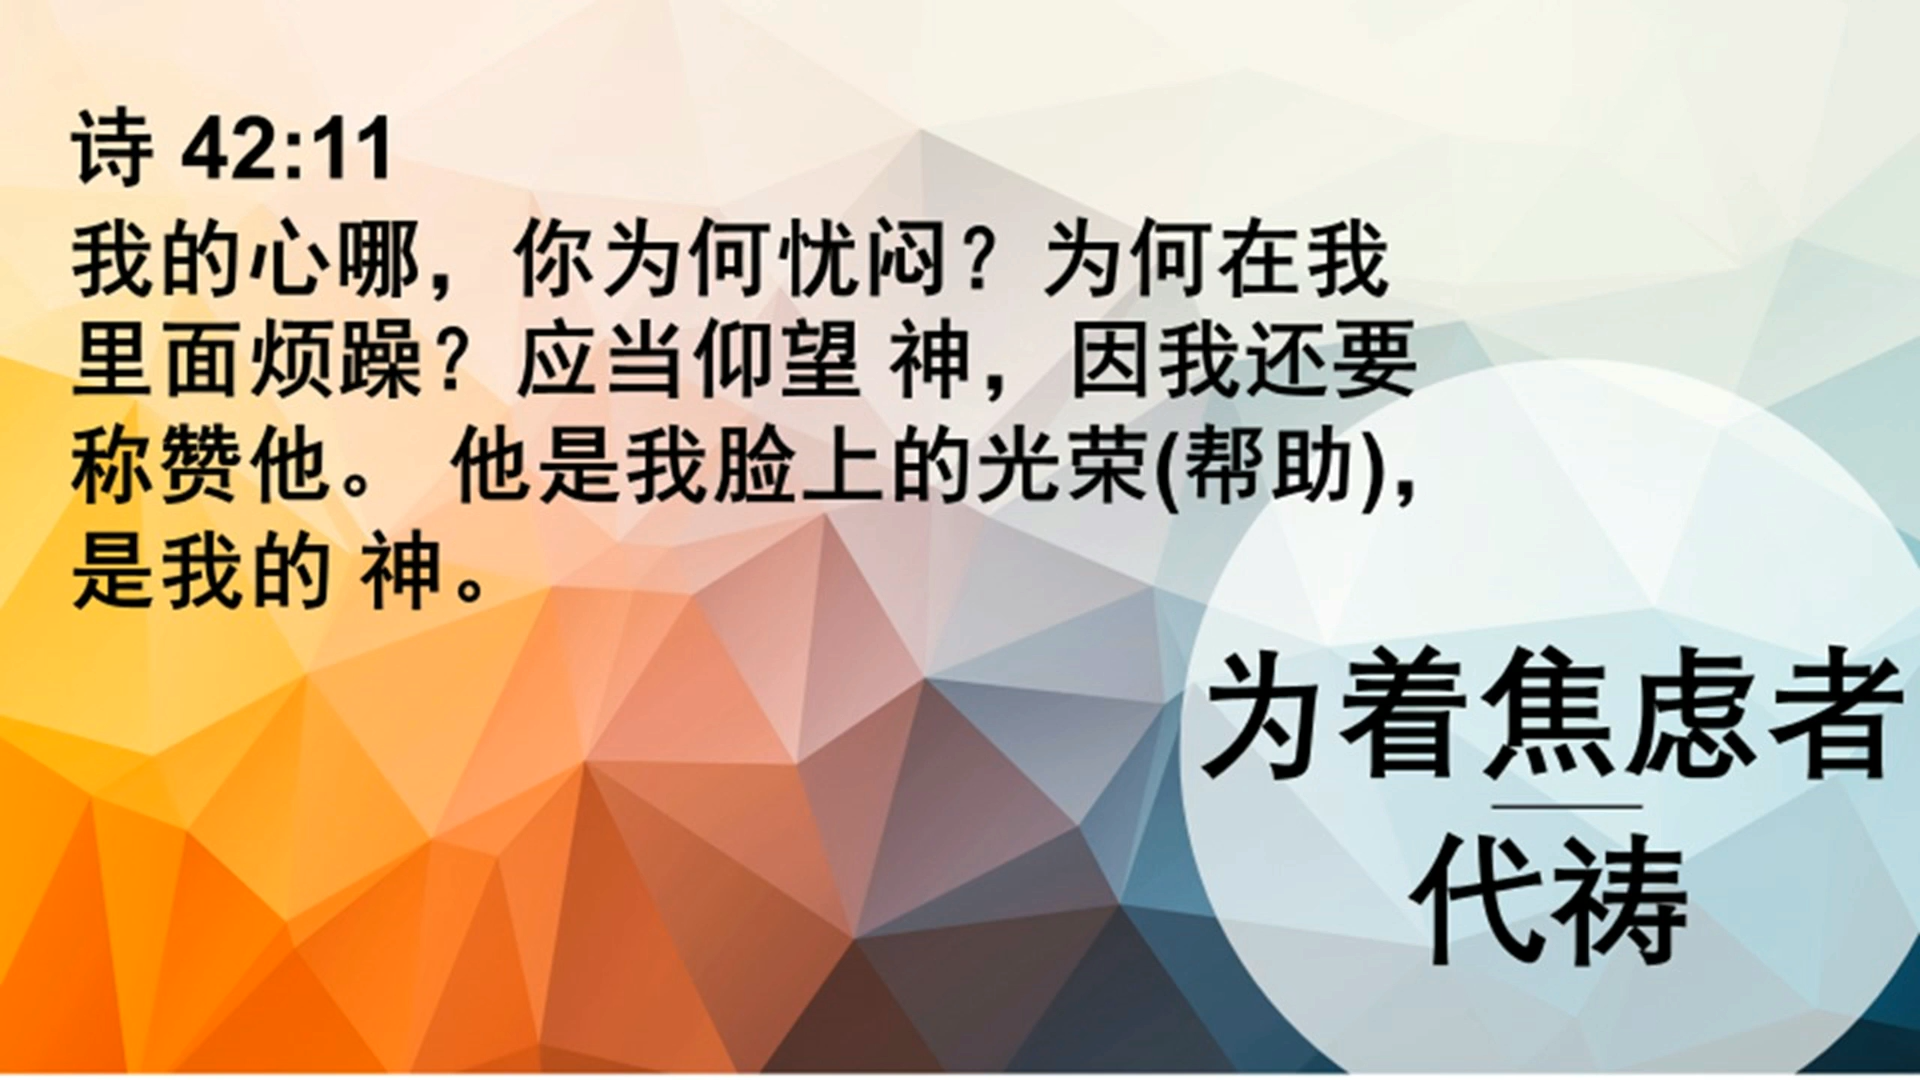 诗 42:11
我的心哪，你为何忧闷？为何在我
里面烦躁？应当仰望 神，因我还要
称赞他。 他是我脸上的光荣(帮助)，
是我的 神。
为着焦虑者
代祷